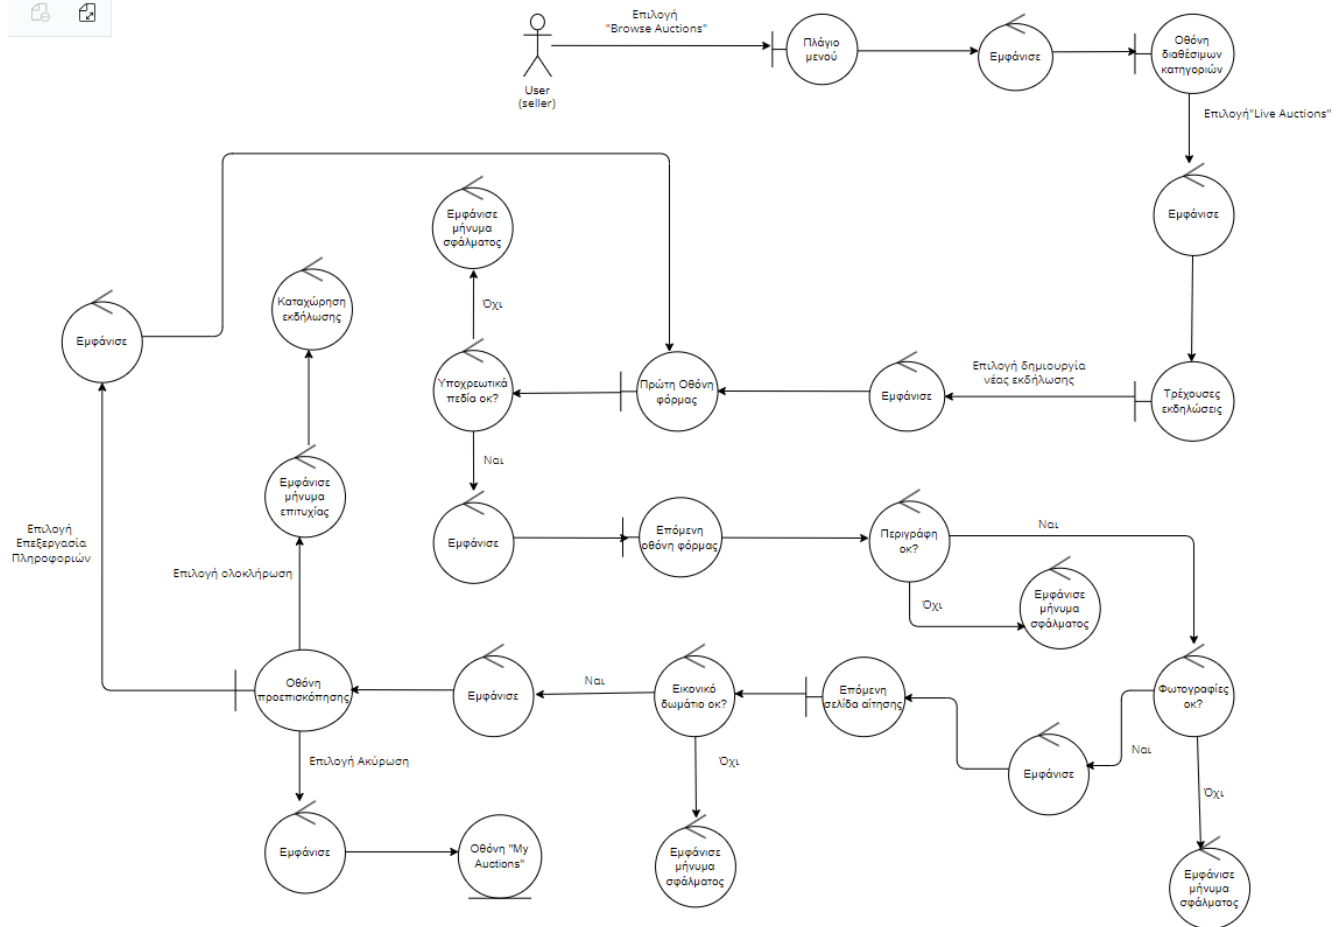 Επιλογή
"Browse Auctions"
User
(seller)
Πλάγιο
μενού
Εμφάνισε
Οθόνη
διαθέσιμων
κατηγοριών
Επιλογή"Live Auctions"
Εμφάνισε
Εμφάνισε
μήνυμα
σφάλματος
Καταχώρηση
εκδήλωσης
Όχι
Εμφάνισε
Υποχρεωτικά
πεδία οκ?
Πρώτη Οθόνη
φόρμας
Εμφάνισε
Επιλογή δημιουργία
νέας εκδήλωσης
Τρέχουσες
εκδηλώσεις
Ναι
Εμφάνισε
μήνυμα
επιτυχίας
Επιλογή
Επεξεργασία
Πληροφοριών
Εμφάνισε
Επόμενη
οθόνη φόρμας
Περιγράφη
οκ?
Ναι
Επιλογή ολοκλήρωση
Όχι
Εμφάνισε
μήνυμα
σφάλματος
Οθόνη
προεπισκόπησης
Εμφάνισε
Ναι
Εικονικό
δωμάτιο οκ?
Επόμενη
σελίδα αίτησης
Φωτογραφίες
οκ?
Επιλογή Ακύρωση
Όχι
Εμφάνισε
Ναι
Όχι
Εμφάνισε
Οθόνη "My
Auctions"
Εμφάνισε
μήνυμα
σφάλματος
Εμφάνισε
μήνυμα
σφάλματος